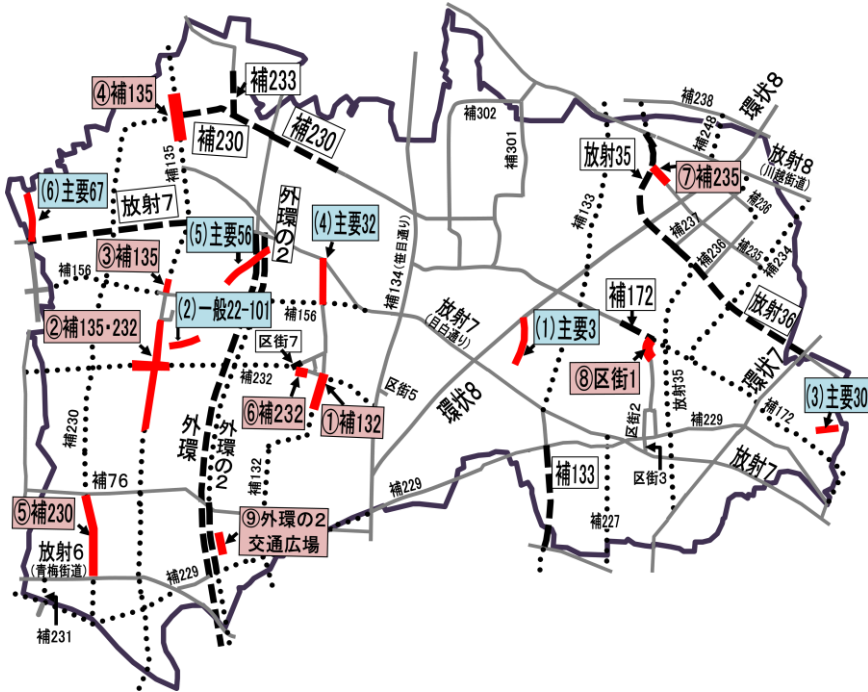 補233
④補135
補230
補230
補135
補302
補301
補238
環状8
補248
放射8
(川越街道)
放射35
⑦補235
(6)主要67
放射7
外環の2
(5)主要56
(4)主要32
補133
補134(笹目通り)
補237
補236
補236
補235
補234
③補135
補156
(2)一般22-101
補156
放射7
(目白通り)
補172
放射36
(1)主要3
②補135・232
区街7
補232
区街5
環状8
⑧区街1
環状7
(3)主要30
⑥補232
①補132
補230
外環
外環の2
補132
放射35
区街2
補229
補172
放射7
補76
補229
補133
区街3
⑤補230
⑨外環の2
交通広場
補227
放射6
(青梅街道)
補229
補231